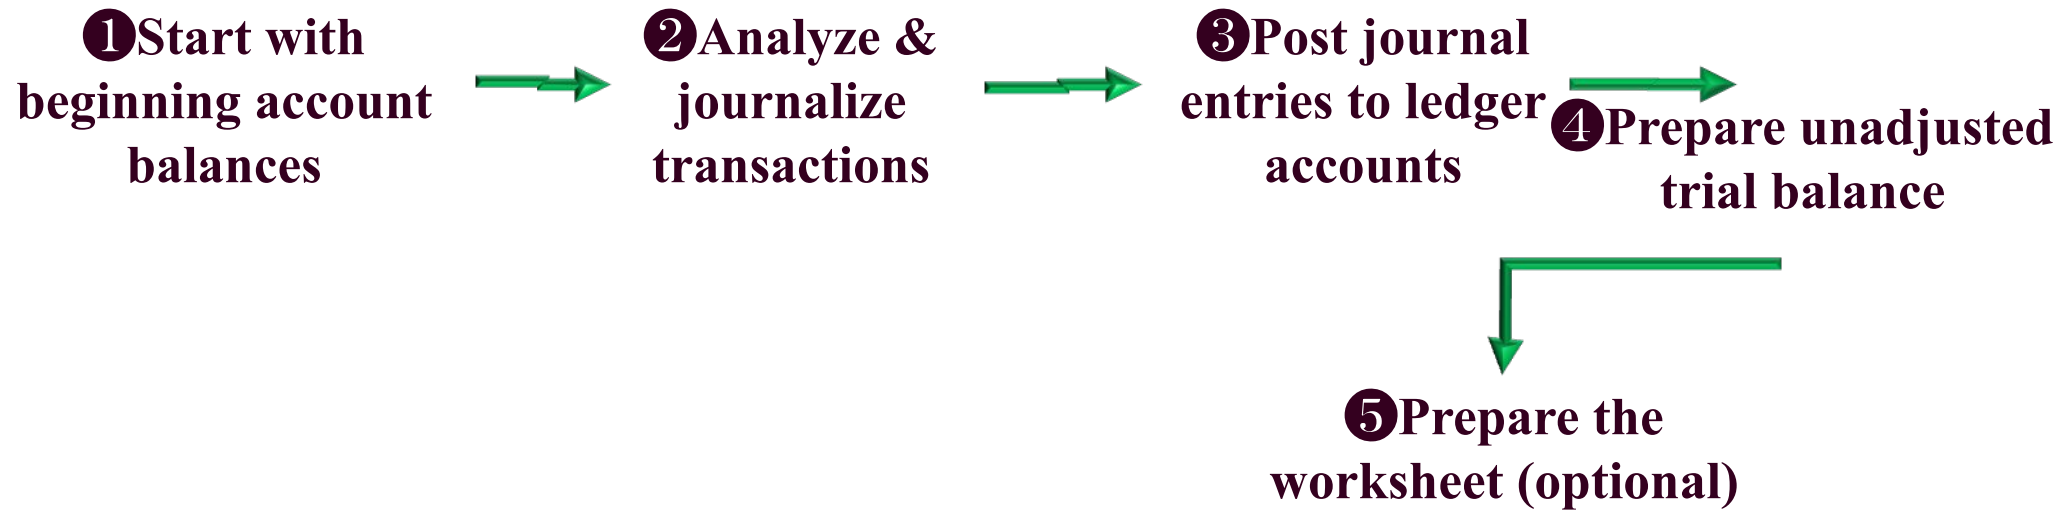 ❶Start with
beginning account
balances
❷Analyze &
journalize
transactions
❸Post journal
entries to ledger
accounts
❹Prepare unadjusted
trial balance
❺Prepare the
worksheet (optional)